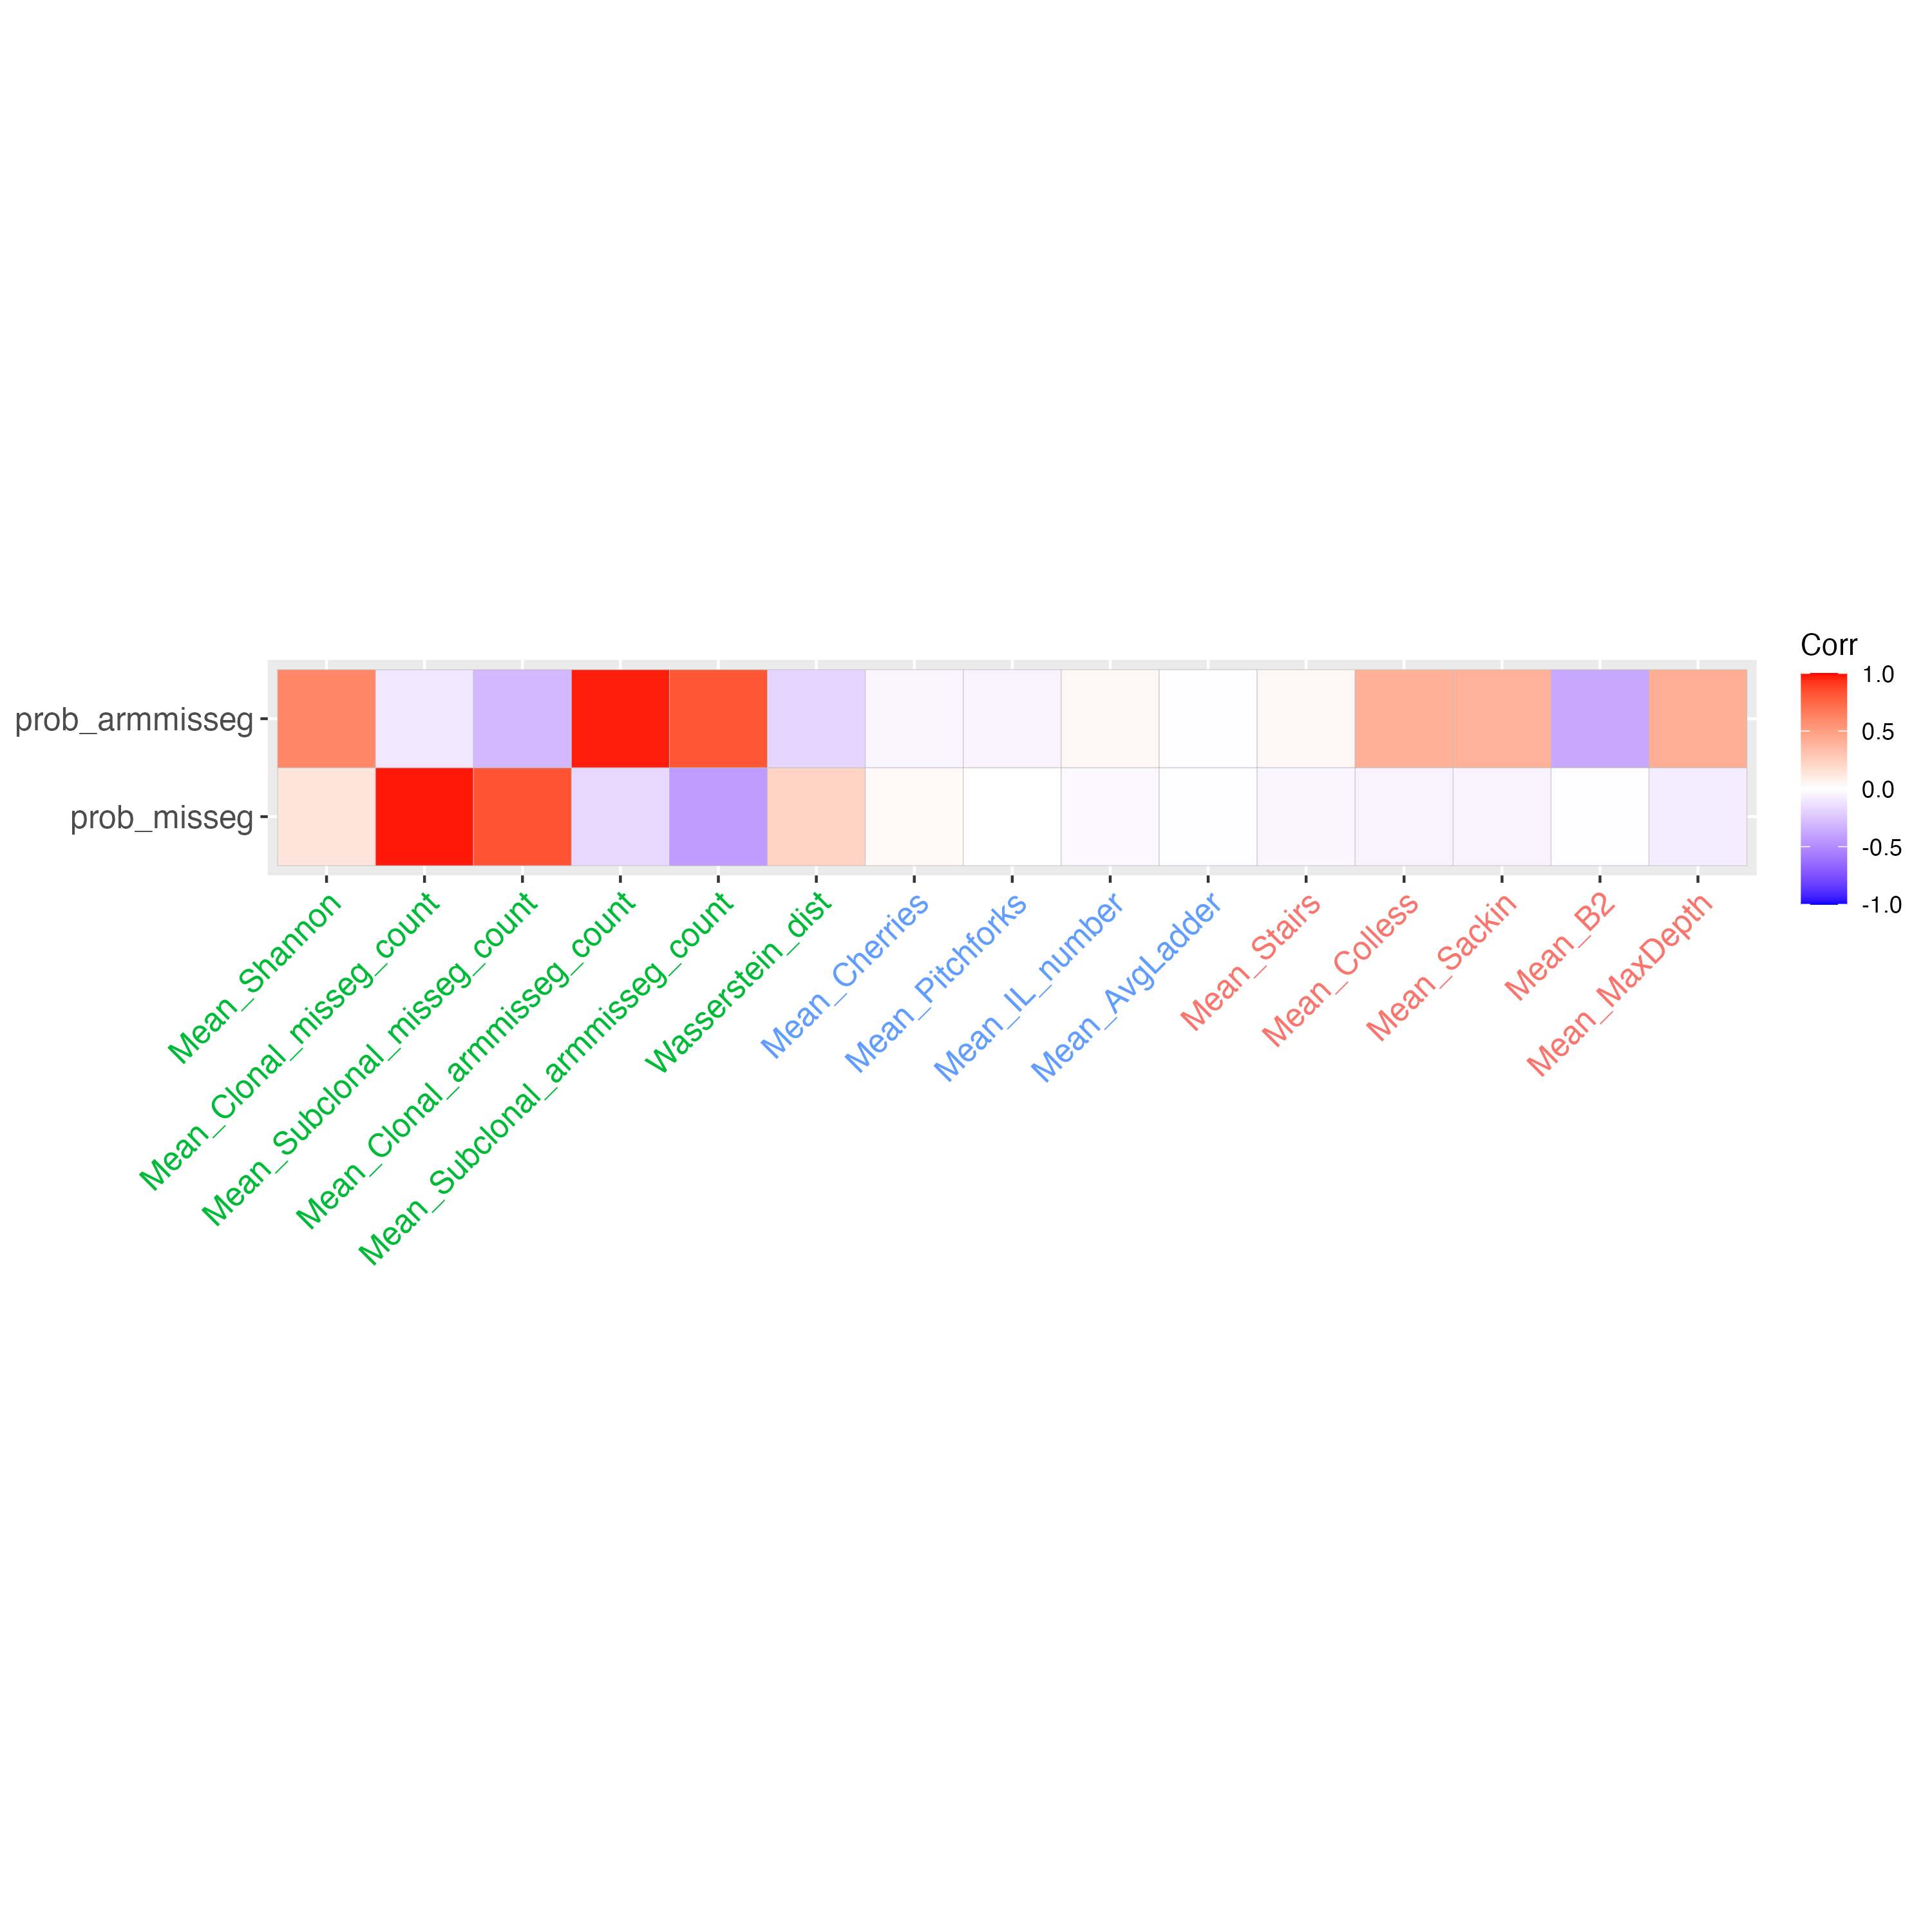 Corr
1.0
0.5
0.0
-0.5
-1.0
prob_armmisseg
prob_misseg
Mean_Shannon
Mean_Clonal_misseg_count
Mean_Subclonal_misseg_count
Mean_Clonal_armmisseg_count
Mean_Subclonal_armmisseg_count
Wasserstein_dist
Mean_Cherries
Mean_Pitchforks
Mean_IL_number
Mean_AvgLadder
Mean_Stairs
Mean_Colless
Mean_Sackin
Mean_B2
Mean_MaxDepth